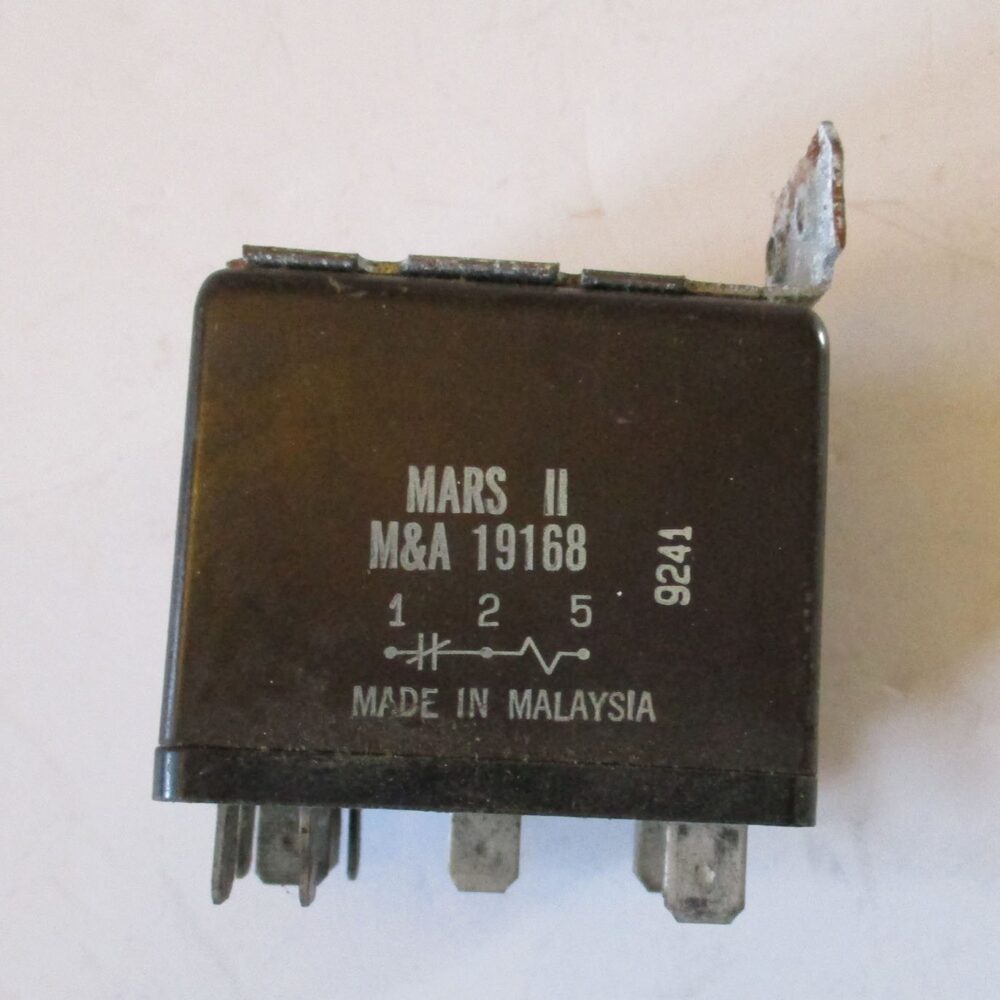 MARS II
M&A 19168
9241
1 2 5
MADE IN MALAYSIA